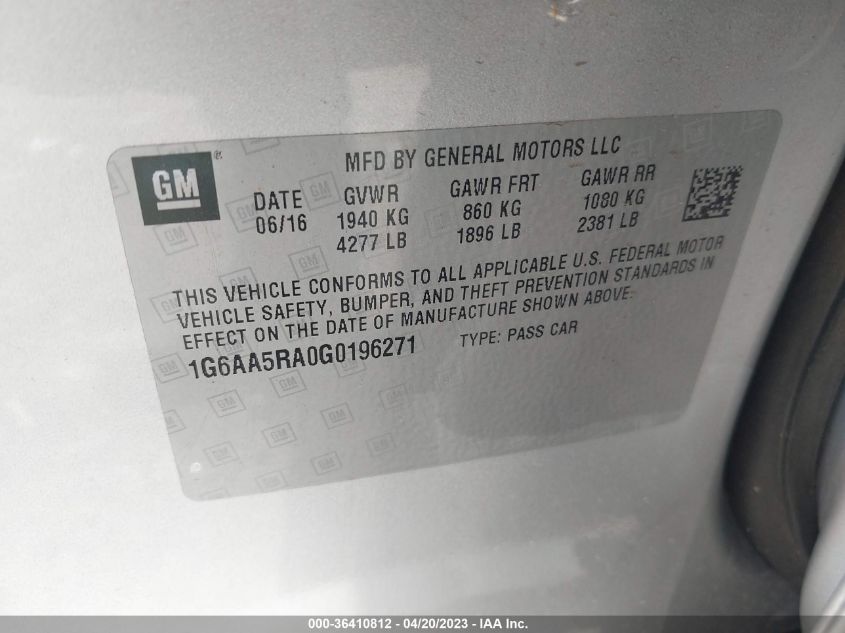 GM ®
MFD BY GENERAL MOTORS LLC
DATE GVWR GAWR FRT GAWR RR
06/16 1940 KG 860 KG 1080 KG
4277 LB 1896 LB 2381 LB
THIS VEHICLE CONFORMS TO ALL APPLICABLE U.S. FEDERAL MOTOR
VEHICLE SAFETY, BUMPER, AND THEFT PREVENTION STANDARDS IN
EFFECT ON THE DATE OF MANUFACTURE SHOWN ABOVE.
1G6AA5RA0G0196271 TYPE: PASS CAR
000-36410812 - 04/20/2023 - IAA Inc.